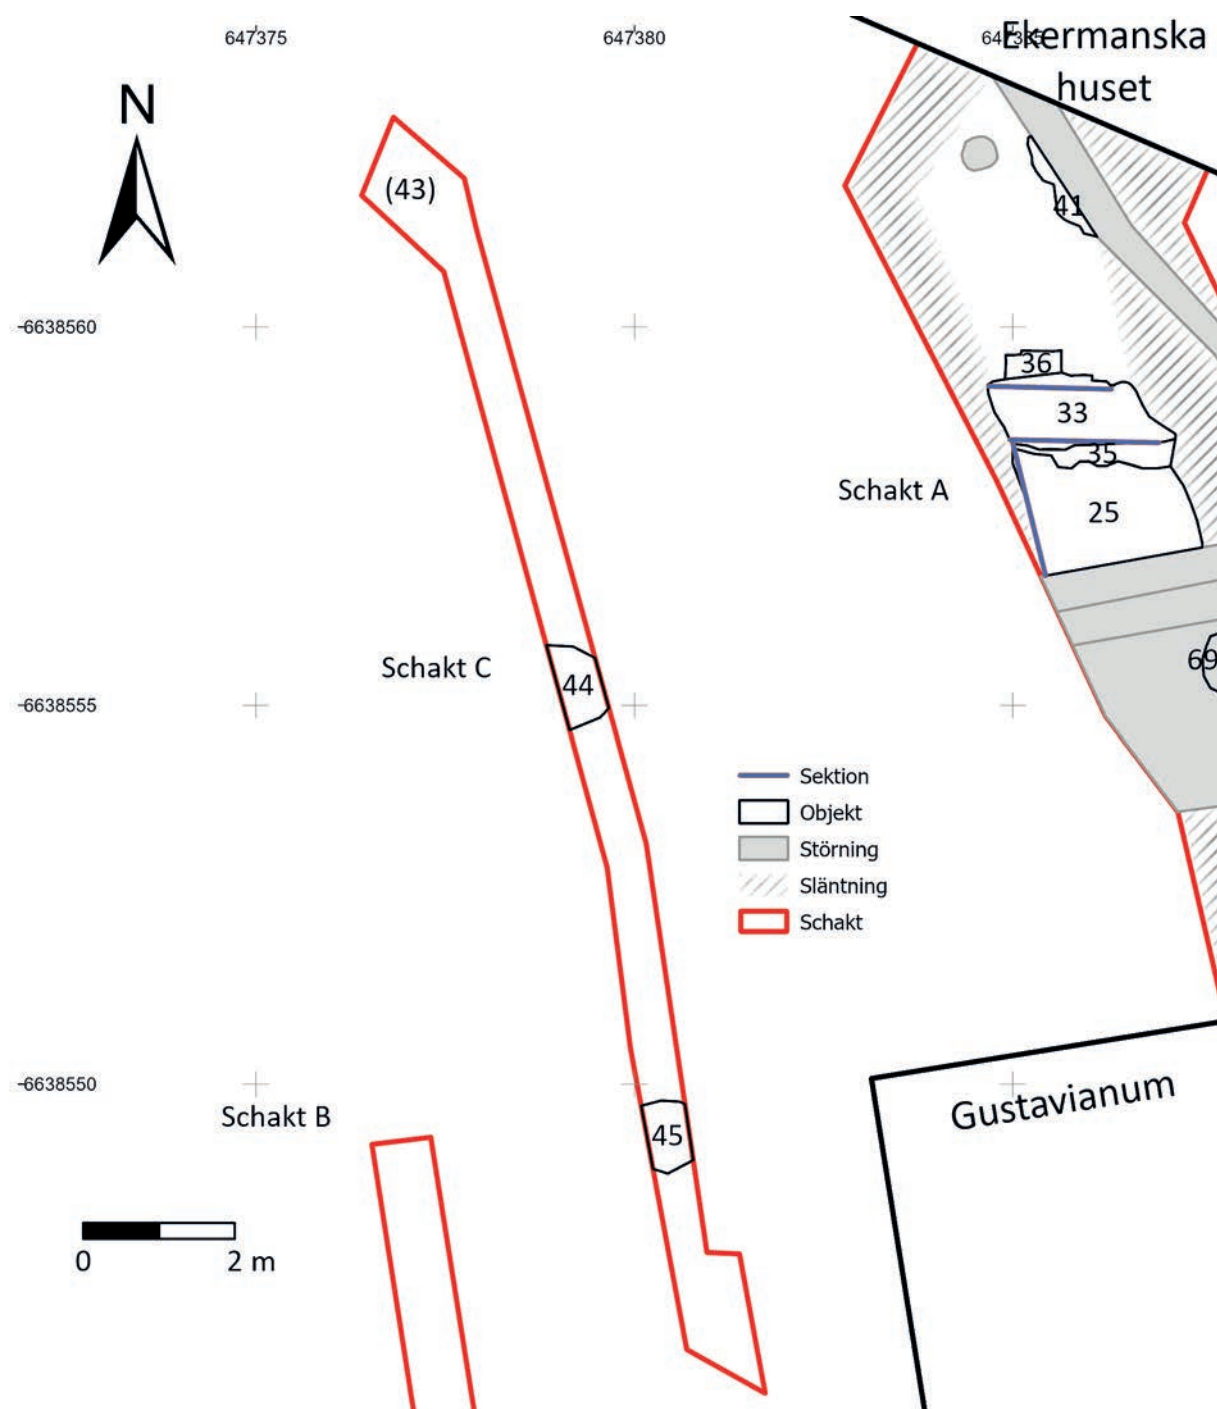 647375
647380
647385
Ekermanska
huset
N
(43)
41
-6638560
36
33
35
Schakt A
25
Schakt C
44
69
-6638555
Sektion
Objekt
Störning
Släntning
Schakt
-6638550
Schakt B
45
Gustavianum
0
2 m